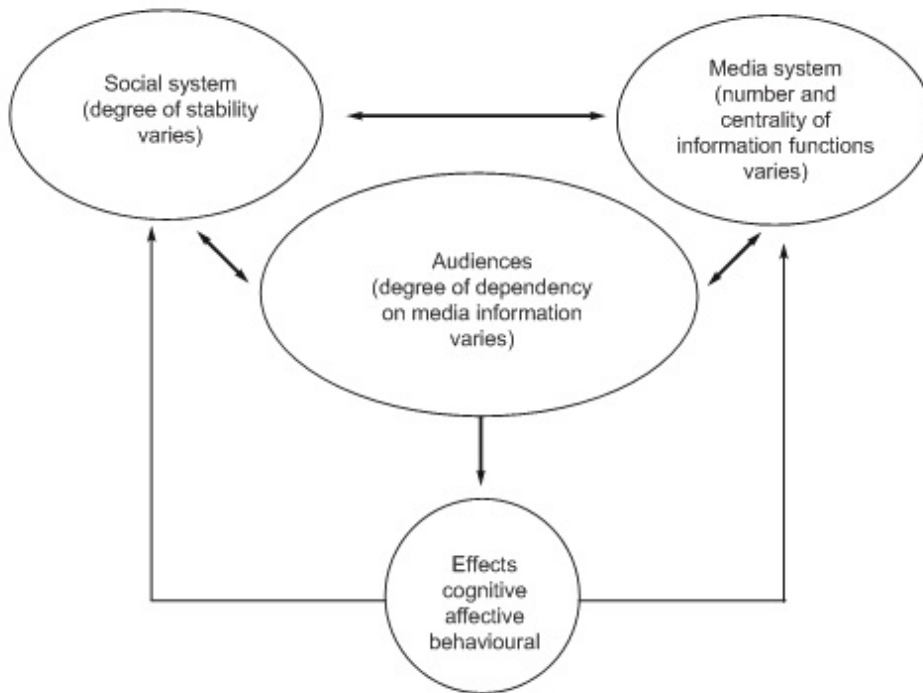 Social system
(degree of stability
varies)
Media system
(number and
centrality of
information functions
varies)
Audiences
(degree of dependency
on media information
varies)
Effects
cognitive
affective
behavioural